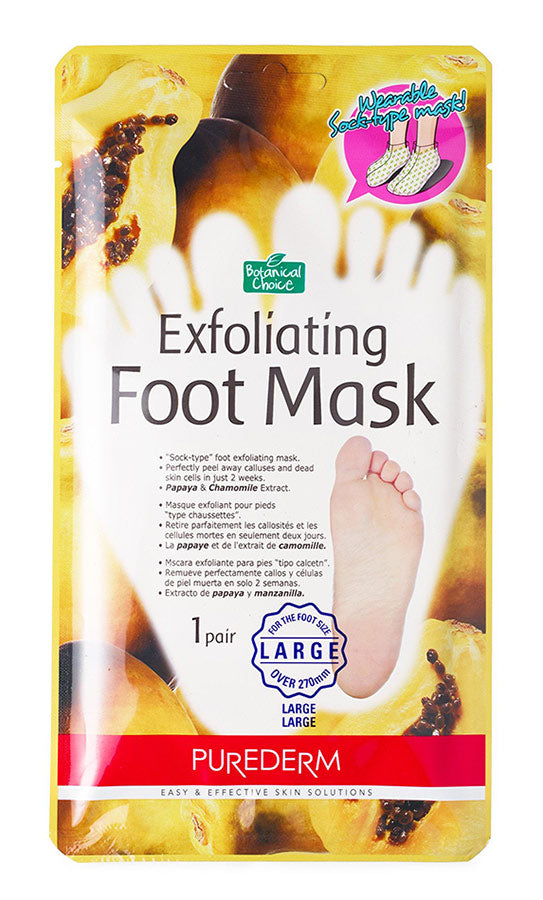 Wearable
Sock-type mask!
Botanical
Choice
Exfoliating
Foot Mask
• "Sock-type" foot exfoliating mask.
• Perfectly peel away calluses and dead
skin cells in just 2 weeks.
• Papaya & Chamomile Extract.
• Masque exfoliant pour pieds
"type chaussettes".
• Retire parfaitement les callosités et les
cellules mortes en seulement deux jours.
• La papaye et de l'extrait de camomille.
• Mscara exfoliante para pies "tipo calcetn".
• Remueve perfectamente callos y células
de piel muerta en solo 2 semanas.
• Extracto de papaya y manzanilla.
1 pair
FOR THE FOOT SIZE
LARGE
OVER 270mm
LARGE
LARGE
PUREDERM
EASY & EFFECTIVE SKIN SOLUTIONS